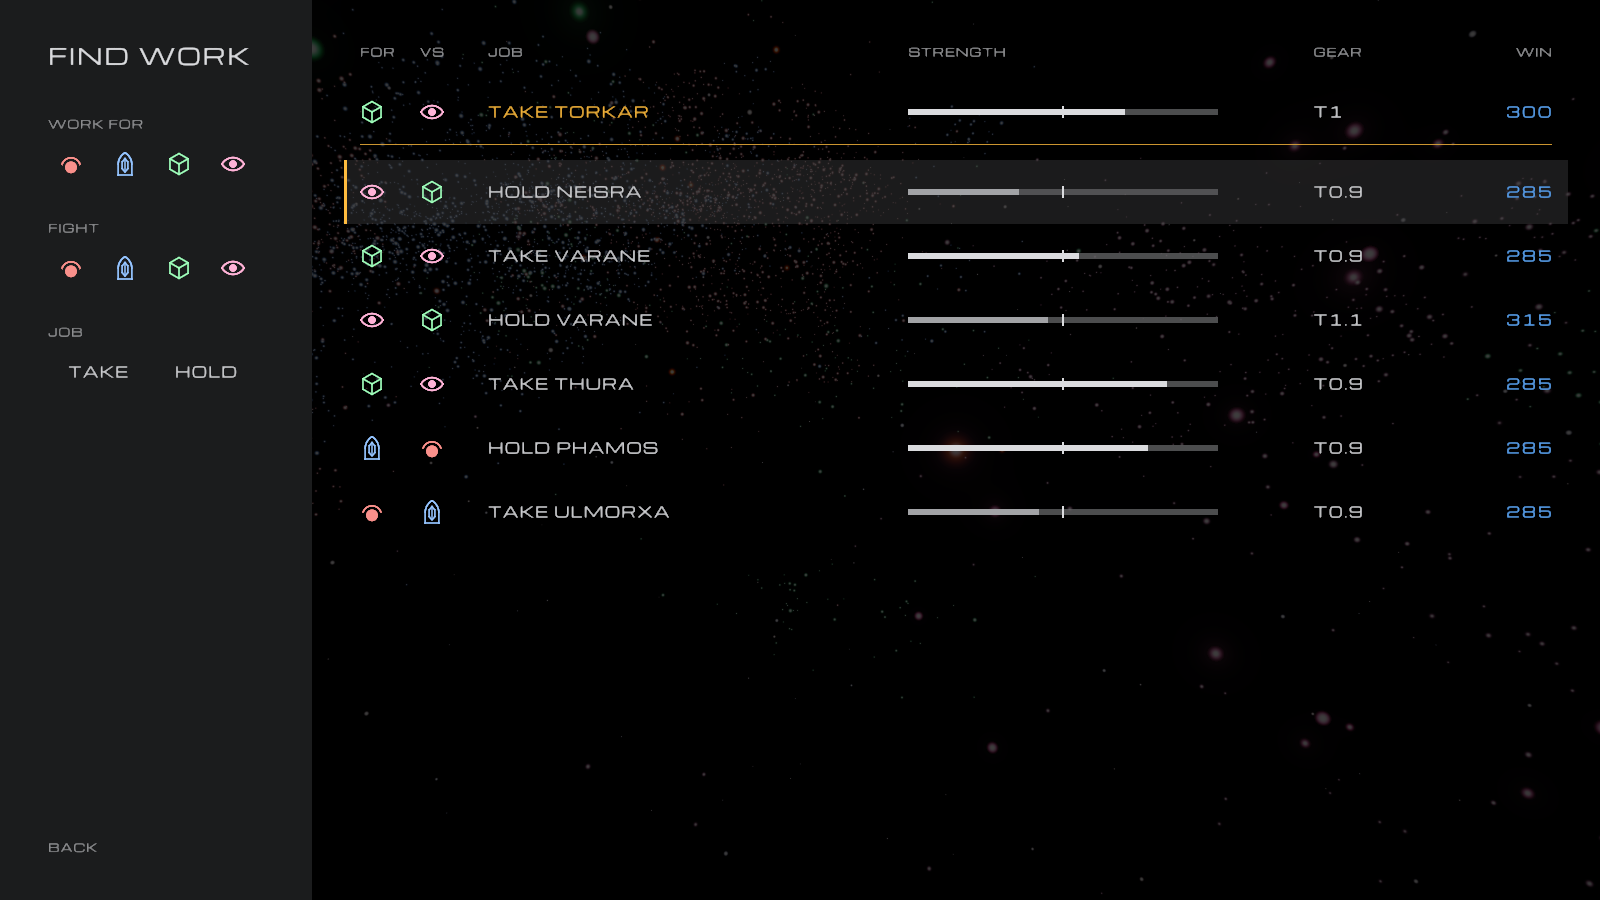 FIND WORK
WORK FOR
FIGHT
JOB
TAKE HOLD
BACK
FOR VS JOB STRENGTH GEAR WIN
TAKE TORKAR T1 300
HOLD NEISRA T0.9 285
TAKE VARANE T0.9 285
HOLD VARANE T1.1 315
TAKE THURA T0.9 285
HOLD PHAMOS T0.9 285
TAKE ULMORXA T0.9 285